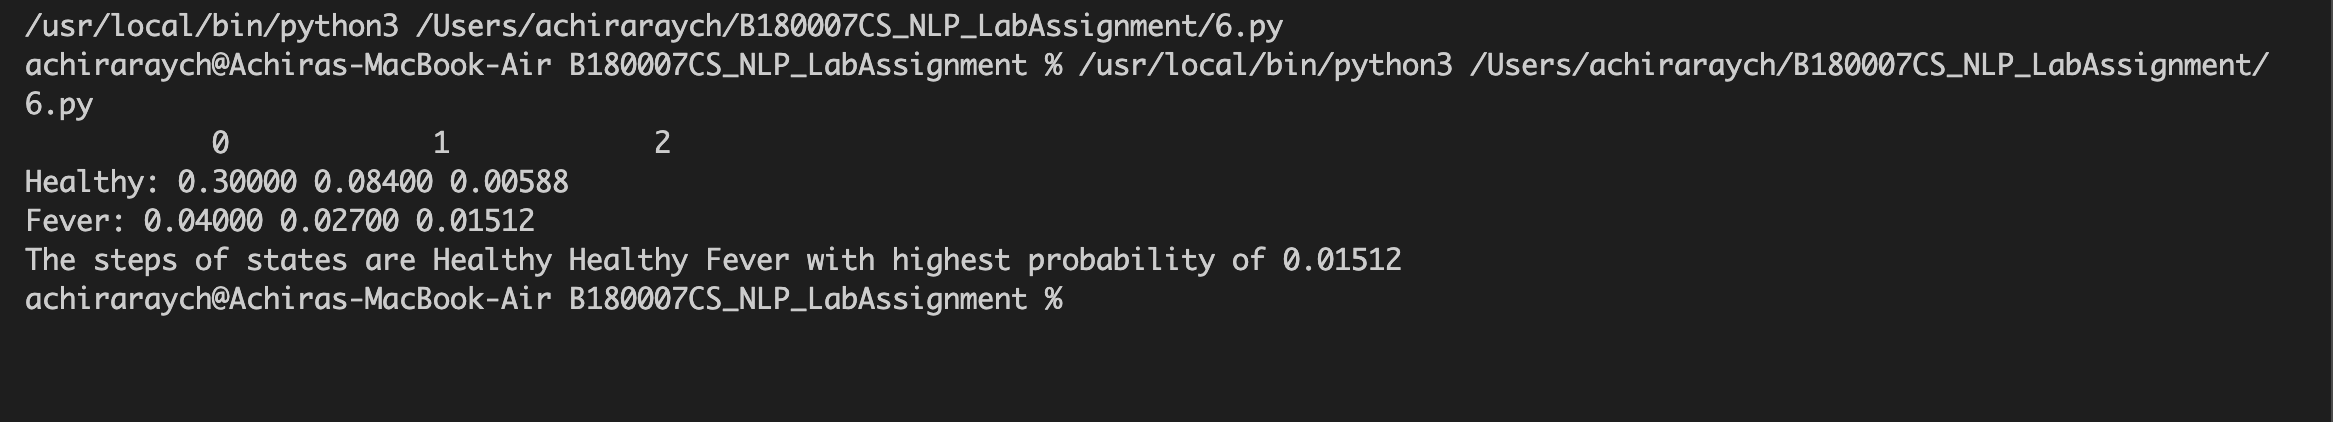 /usr/local/bin/python3 /Users/achiraraych/B180007CS_NLP_LabAssignment/6.py
achiraraych@Achiras-MacBook-Air B180007CS_NLP_LabAssignment % /usr/local/bin/python3 /Users/achiraraych/B180007CS_NLP_LabAssignment/
6.py
0 1 2
Healthy: 0.30000 0.08400 0.00588
Fever: 0.04000 0.02700 0.01512
The steps of states are Healthy Healthy Fever with highest probability of 0.01512
achiraraych@Achiras-MacBook-Air B180007CS_NLP_LabAssignment %